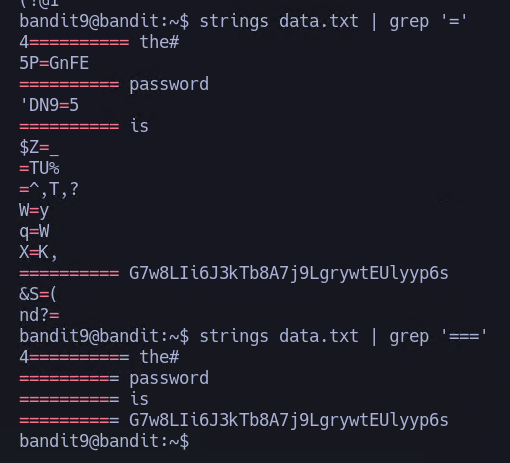 bandit9@bandit:~$ strings data.txt | grep '='
4========== the#
5P=GnFE
========== password
'DN9=5
========== is
$Z=_
=TU%
=^,T,?
W=y
q=W
X=K,
========== G7w8LIi6J3kTb8A7j9LgrywtEUlyyp6s
&S=(
nd?=
bandit9@bandit:~$ strings data.txt | grep '==='
4========== the#
========== password
========== is
========== G7w8LIi6J3kTb8A7j9LgrywtEUlyyp6s
bandit9@bandit:~$